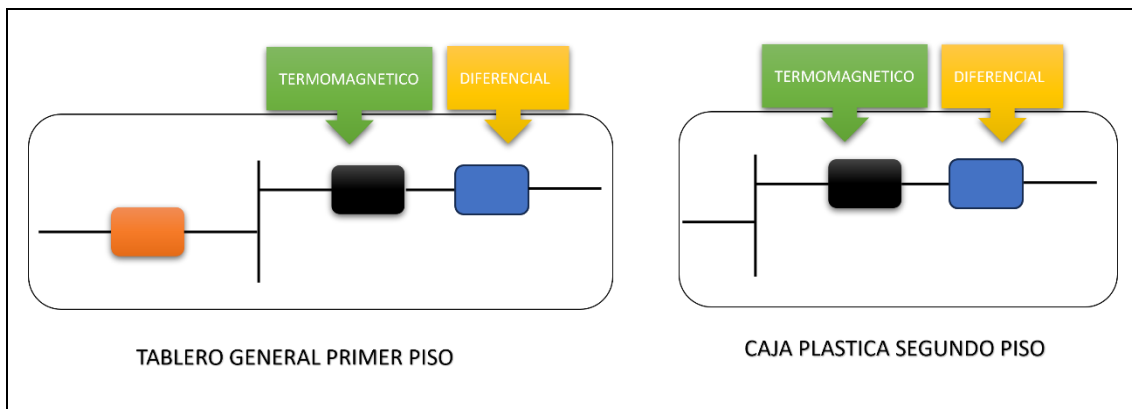 TERMOMAGNETICO
DIFERENCIAL
TERMOMAGNETICO
DIFERENCIAL
TABLERO GENERAL PRIMER PISO
CAJA PLASTICA SEGUNDO PISO